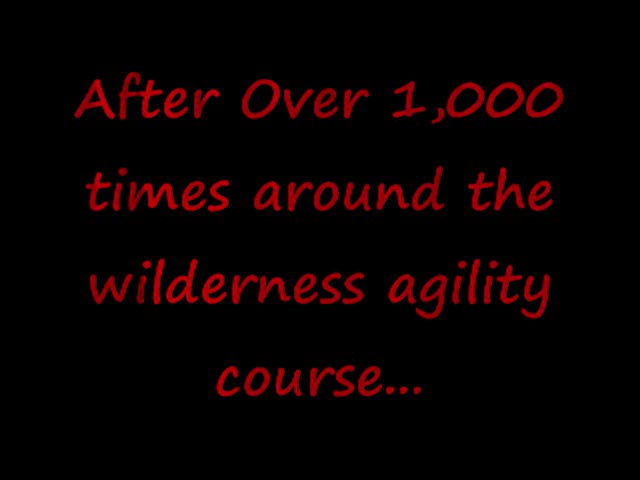 After Over 1,000
times around the
wilderness agility
course...